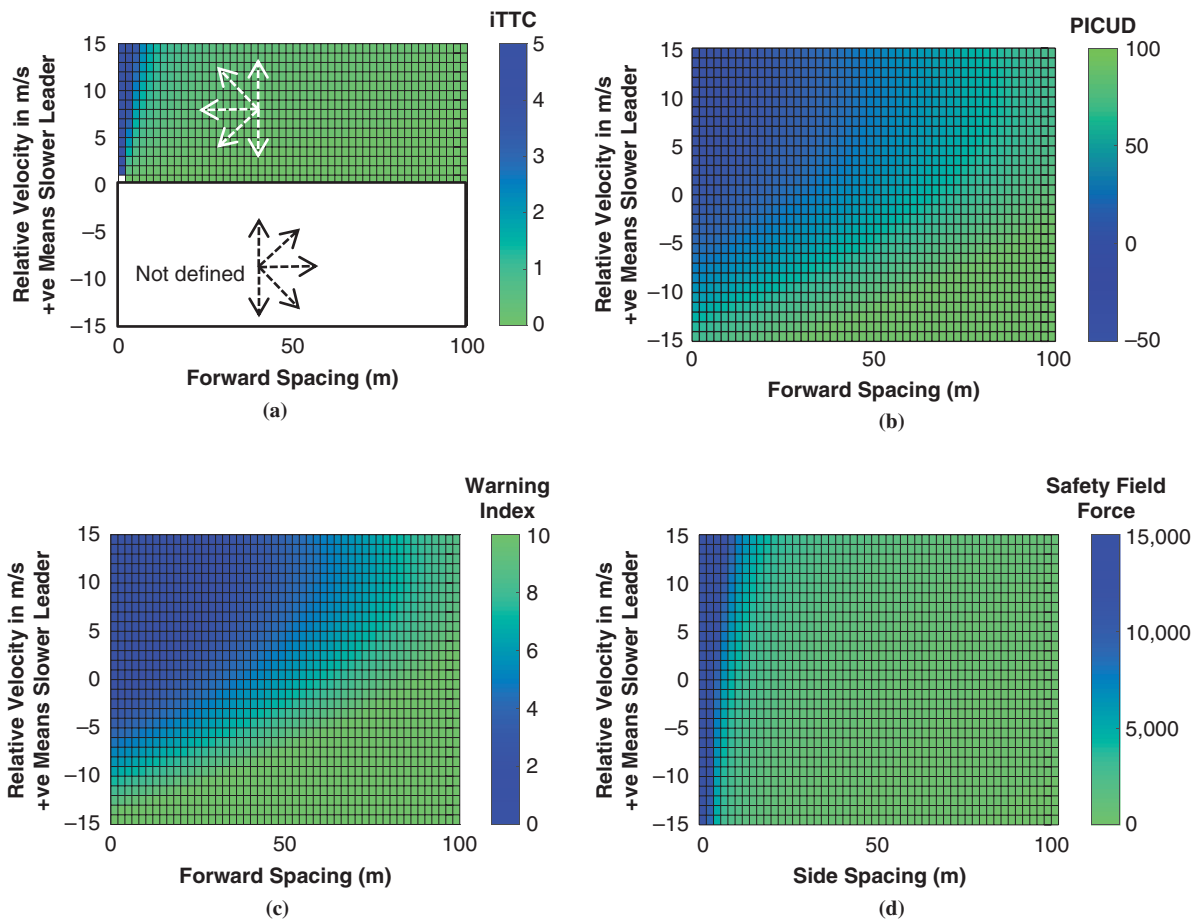 iTTC
15
10
5
0
−5
−10
−15
Relative Velocity in m/s
+ve Means Slower Leader
Not defined
0
50
100
Forward Spacing (m)
5
4
3
2
1
0
(a)
PICUD
15
10
5
0
−5
−10
−15
Relative Velocity in m/s
+ve Means Slower Leader
0
50
100
Forward Spacing (m)
100
50
0
−50
(b)
Warning
Index
15
10
5
0
−5
−10
−15
Relative Velocity in m/s
+ve Means Slower Leader
0
50
100
Forward Spacing (m)
10
8
6
4
2
0
(c)
Safety Field
Force
15
10
5
0
−5
−10
−15
Relative Velocity in m/s
+ve Means Slower Leader
0
50
100
Side Spacing (m)
15,000
10,000
5,000
0
(d)